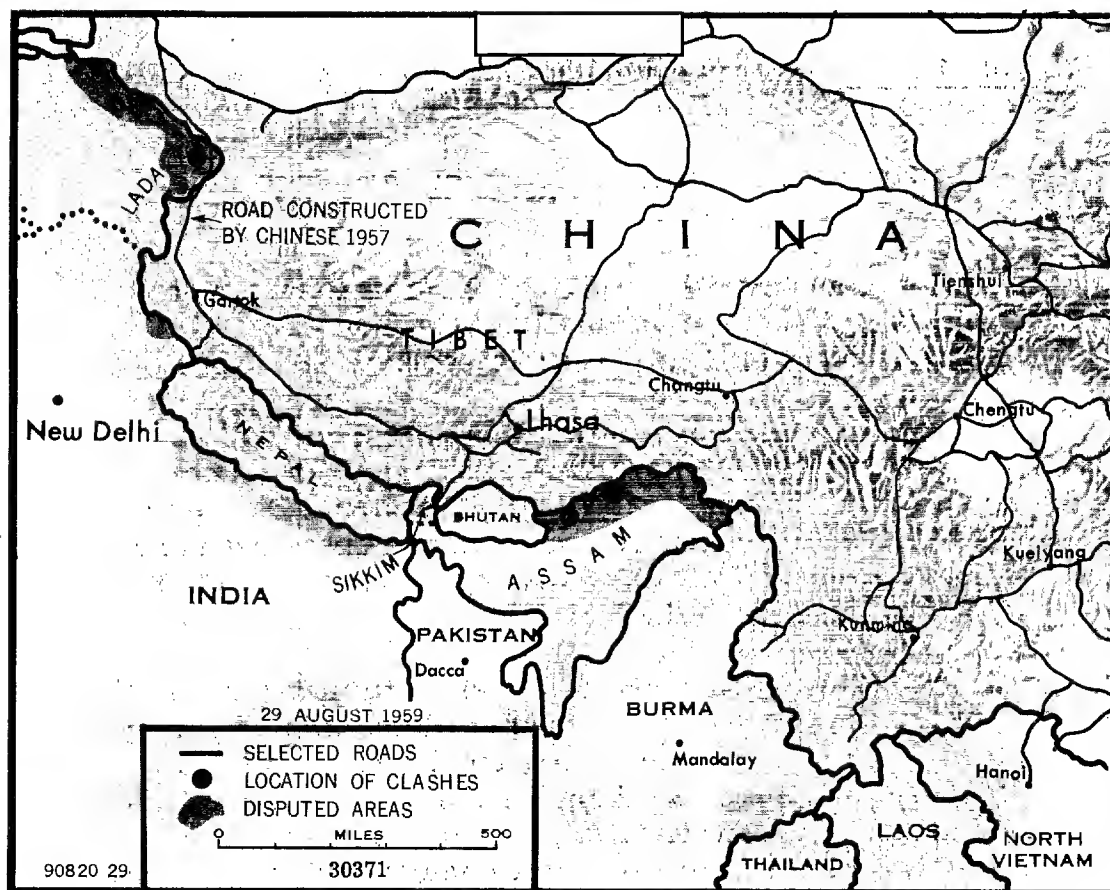 LADA
ROAD CONSTRUCTED
BY CHINESE 1957
CHINA
Tienshui
Gartok
TIBET
Changtu
New Delhi
NEPAL
Lhasa
Chengtu
BHUTAN
SIKKIM
ASSAM
Kueiyang
INDIA
PAKISTAN
Kunming
Dacca
BURMA
29 AUGUST 1959
SELECTED ROADS
LOCATION OF CLASHES
DISPUTED AREAS
Mandalay
Hanoi
0 MILES 500
LAOS
NORTH
VIETNAM
THAILAND
90820 29
30371